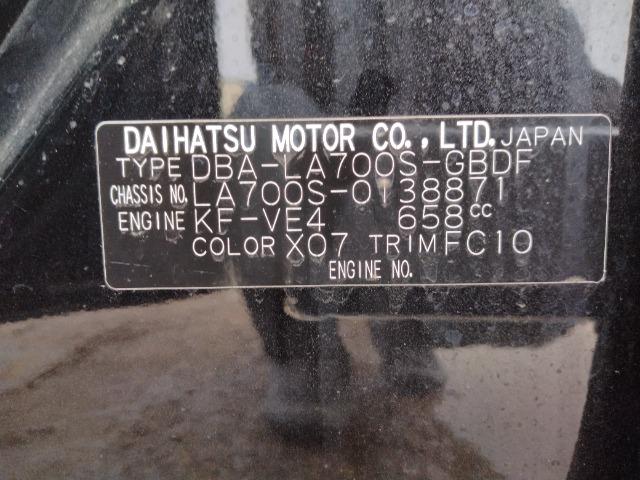 DAIHATSU MOTOR CO., LTD. JAPAN
TYPE DBA-LA700S-GBDF
CHASSIS NO. LA700S-0138871
ENGINE KF-VE4 658cc
COLOR X07 TRIM FC10
ENGINE NO.